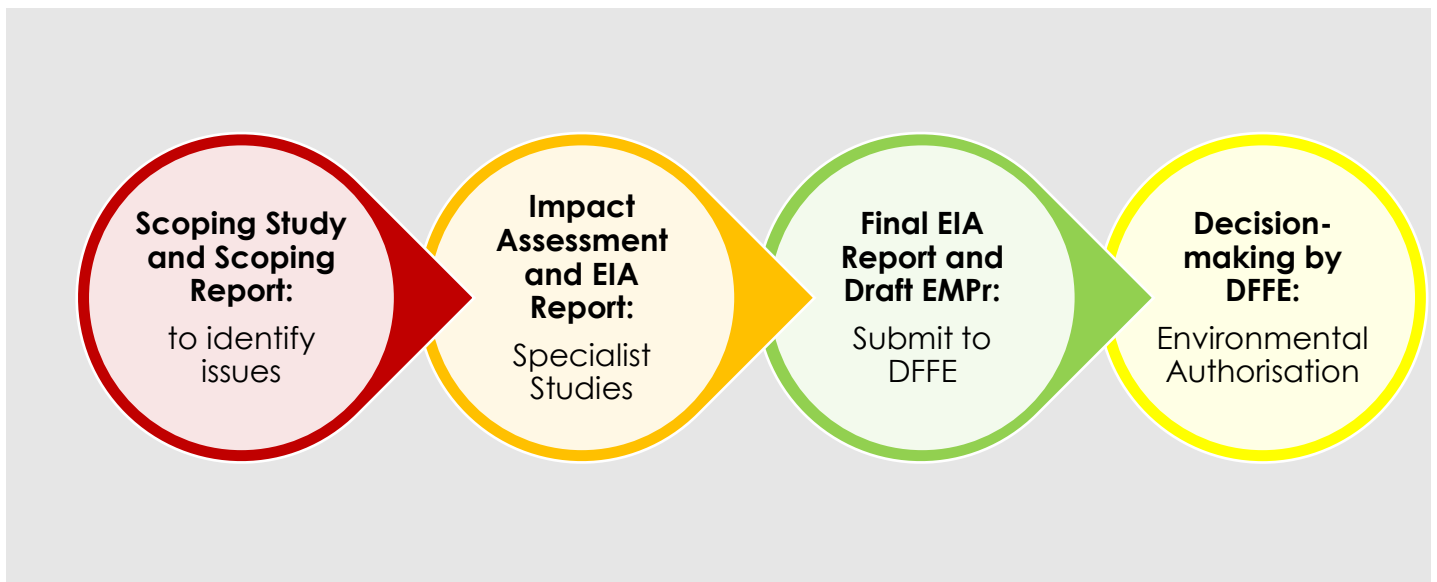 Scoping Study
and Scoping
Report:
to identify
issues
Impact
Assessment
and EIA
Report:
Specialist
Studies
Final EIA
Report and
Draft EMPr:
Submit to
DFFE
Decision-
making by
DFFE:
Environmental
Authorisation